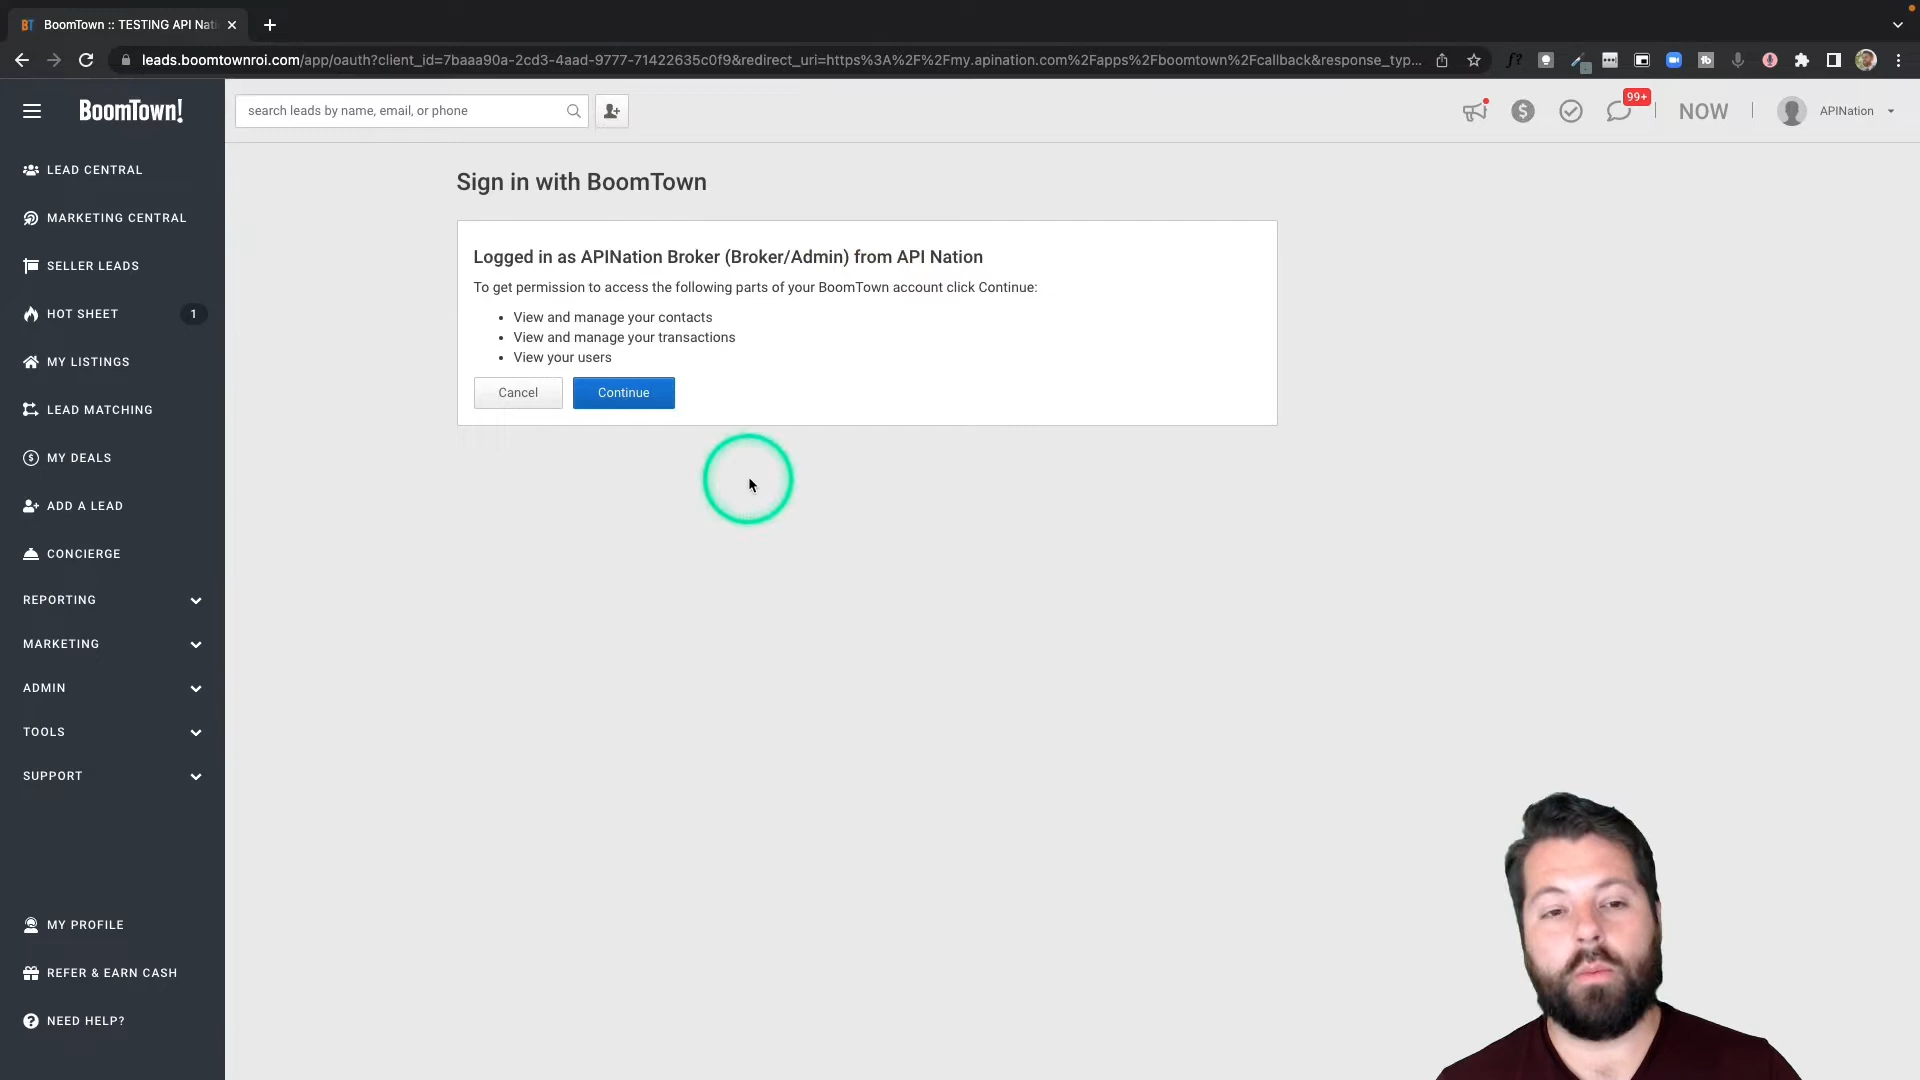 BoomTown :: TESTING API Nati
leads.boomtownroi.com/app/oauth?client_id=7baaa90a-2cd3-4aad-9777-71422635c0f9&redirect_uri=https%3A%2F%2Fmy.apination.com%2Fapps%2Fboomtown%2Fcallback&response_typ...
BOOMTOWN!
search leads by name, email, or phone
99+
NOW
APINation
LEAD CENTRAL
MARKETING CENTRAL
SELLER LEADS
HOT SHEET 1
MY LISTINGS
LEAD MATCHING
MY DEALS
ADD A LEAD
CONCIERGE
REPORTING
MARKETING
ADMIN
TOOLS
SUPPORT
MY PROFILE
REFER & EARN CASH
NEED HELP?
Sign in with BoomTown
Logged in as APINation Broker (Broker/Admin) from API Nation
To get permission to access the following parts of your BoomTown account click Continue:
• View and manage your contacts
• View and manage your transactions
• View your users
Cancel Continue